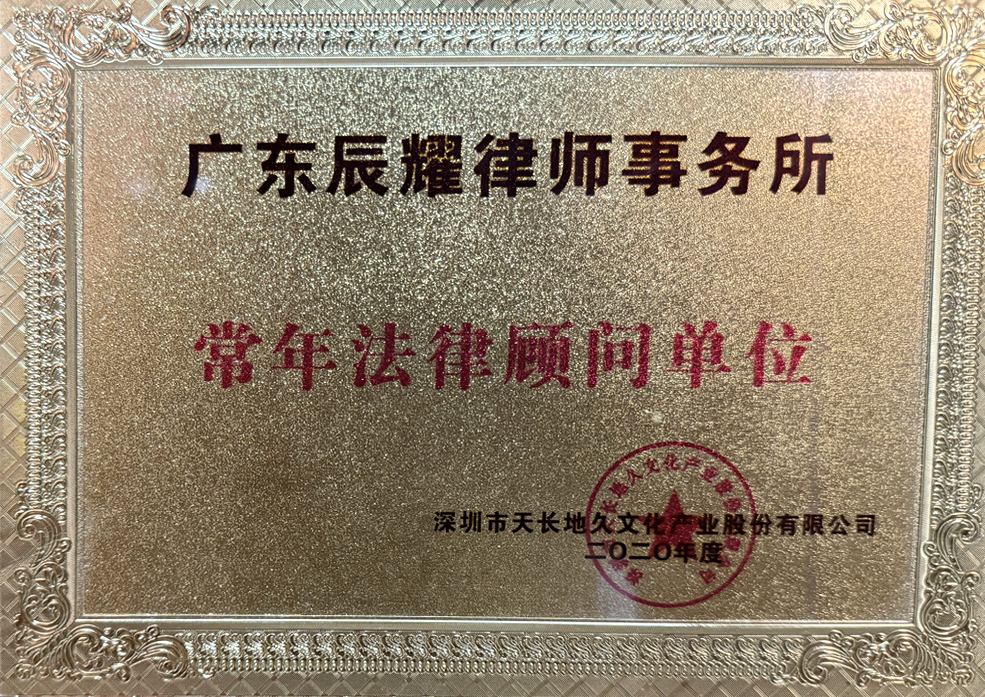 广东辰耀律师事务所
常年法律顾问单位
深圳市天长地久文化产业股份有限公司
二〇二〇年度